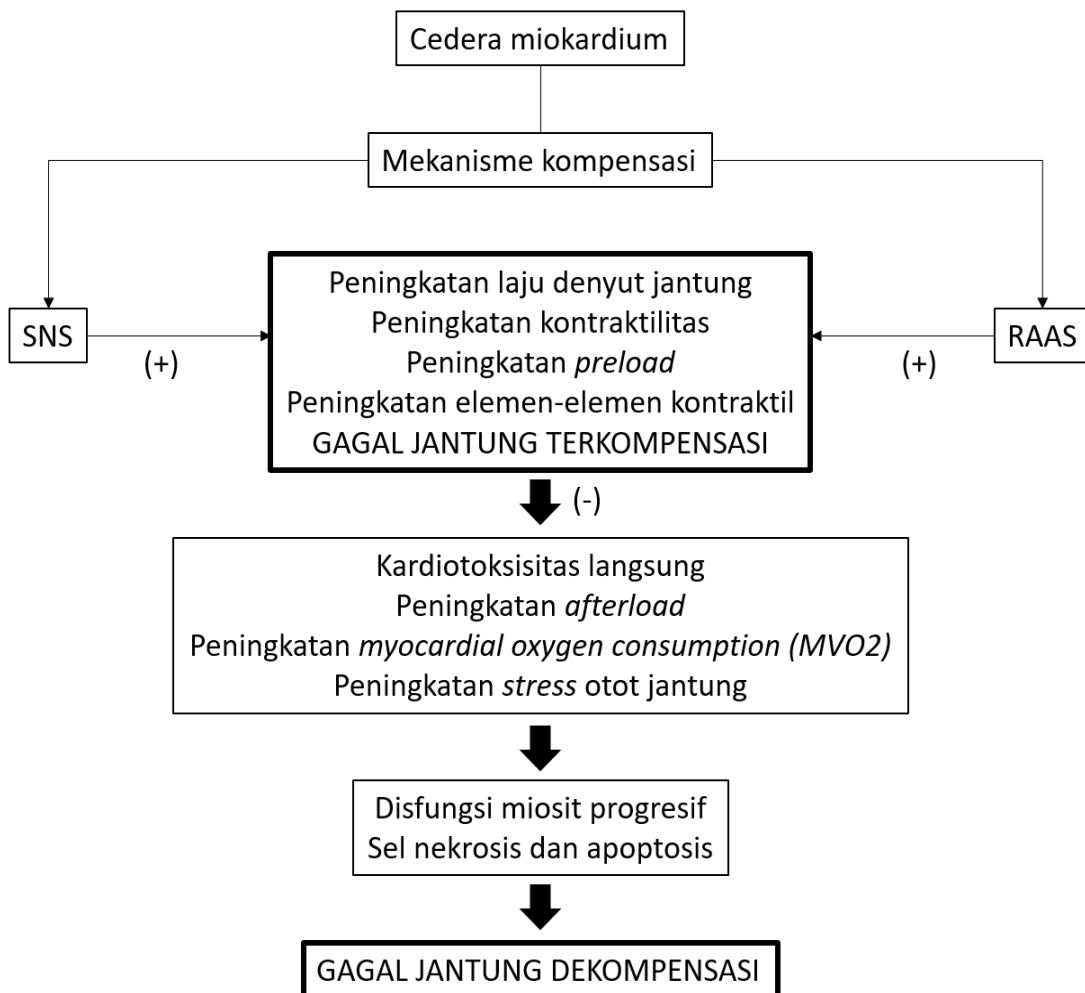 Cedera miokardium
Mekanisme kompensasi
SNS
(+)
Peningkatan laju denyut jantung
Peningkatan kontraktilitas
Peningkatan preload
Peningkatan elemen-elemen kontraktil
GAGAL JANTUNG TERKOMPENSASI
RAAS
(+)
(-)
Kardiotoksisitas langsung
Peningkatan afterload
Peningkatan myocardial oxygen consumption (MVO2)
Peningkatan stress otot jantung
Disfungsi miosit progresif
Sel nekrosis dan apoptosis
GAGAL JANTUNG DEKOMPENSASI